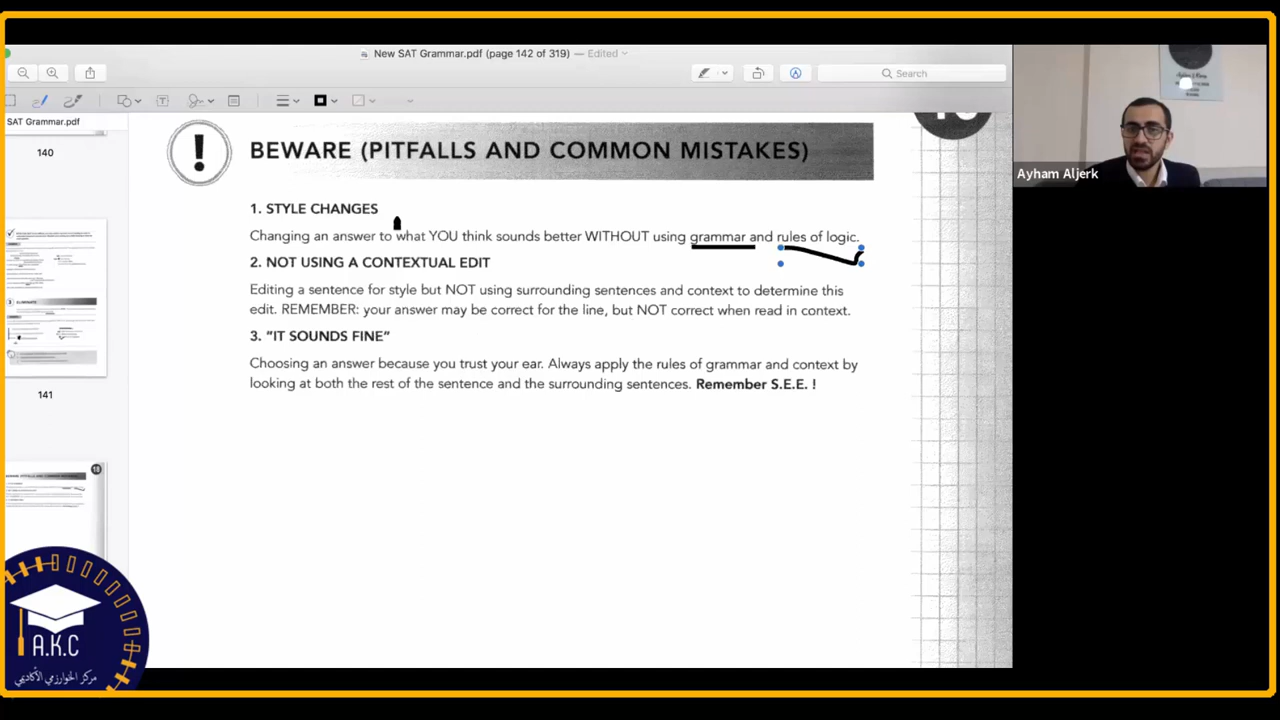 New SAT Grammar.pdf (page 142 of 319) — Edited
Search
SAT Grammar.pdf
140
141
18
BEWARE (PITFALLS AND COMMON MISTAKES)
1. STYLE CHANGES
Changing an answer to what YOU think sounds better WITHOUT using grammar and rules of logic.
2. NOT USING A CONTEXTUAL EDIT
Editing a sentence for style but NOT using surrounding sentences and context to determine this
edit. REMEMBER: your answer may be correct for the line, but NOT correct when read in context.
3. “IT SOUNDS FINE”
Choosing an answer because you trust your ear. Always apply the rules of grammar and context by
looking at both the rest of the sentence and the surrounding sentences. Remember S.E.E. !
Ayham Aljerk
A.K.C
مركز الخوارزمي الأكاديمي